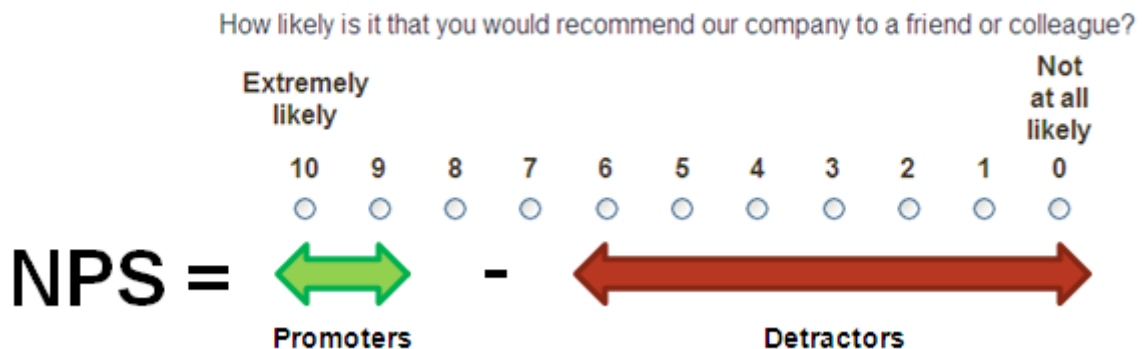 How likely is it that you would recommend our company to a friend or colleague?
Extremely
likely
Not
at all
likely
10 9 8 7 6 5 4 3 2 1 0
NPS = -
Promoters Detractors